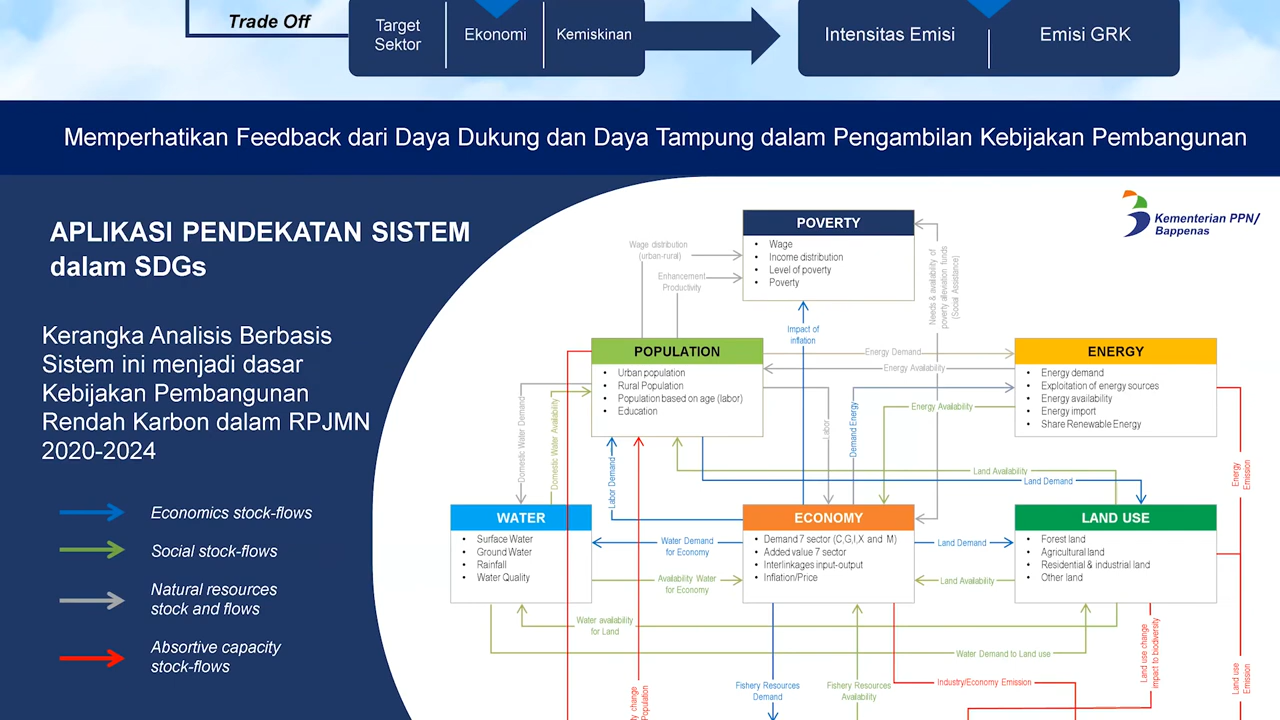 Trade Off
Target
Sektor
Ekonomi
Kemiskinan
Intensitas Emisi
Emisi GRK
Memperhatikan Feedback dari Daya Dukung dan Daya Tampung dalam Pengambilan Kebijakan Pembangunan
APLIKASI PENDEKATAN SISTEM
dalam SDGs
Kerangka Analisis Berbasis
Sistem ini menjadi dasar
Kebijakan Pembangunan
Rendah Karbon dalam RPJMN
2020-2024
Economics stock-flows
Social stock-flows
Natural resources
stock and flows
Absortive capacity
stock-flows
Kementerian PPN/
Bappenas
POVERTY
• Wage
• Income distribution
• Level of poverty
• Poverty
Wage distribution
(urban-rural)
Enhancement
Productivity
Needs & availability of
poverty alleviation funds
(Social Assistance)
Impact of
inflation
POPULATION
• Urban population
• Rural Population
• Population based on age (labor)
• Education
Energy Demand
Energy Availability
ENERGY
• Energy demand
• Exploitation of energy sources
• Energy availability
• Energy import
• Share Renewable Energy
Domestic Water Demand
Domestic Water Availability
Labor Demand
Labor
Demand Energy
Energy Availability
Land Availability
Land Demand
Energy
Emission
WATER
• Surface Water
• Ground Water
• Rainfall
• Water Quality
Water Demand
for Economy
Availability Water
for Economy
ECONOMY
• Demand 7 sector (C,G,I,X and M)
• Added value 7 sector
• Interlinkages input-output
• Inflation/Price
Land Demand
Land Availability
LAND USE
• Forest land
• Agricultural land
• Residential & industrial land
• Other land
Water availability
for Land
Water Demand to Land use
Land use change
impact to biodiversity
Land use
Emission
Fishery Resources
Demand
Fishery Resources
Availability
Industry/Economy Emission
change
Population